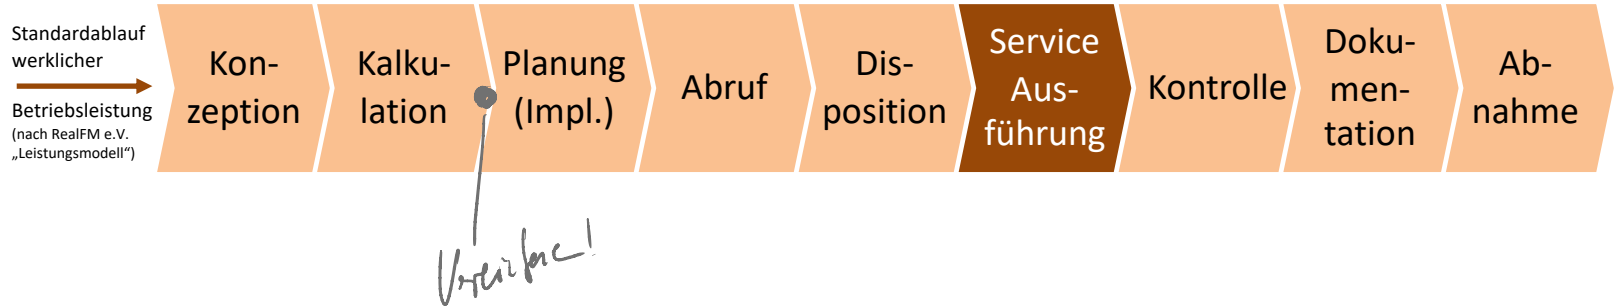 Standardablauf
werklicher
Betriebsleistung
(nach RealFM e.V.
„Leistungsmodell“)
Kon-
zeption
Kalku-
lation
Planung
(Impl.)
Abruf
Dis-
position
Service
Aus-
führung
Kontrolle
Doku-
men-
tation
Ab-
nahme